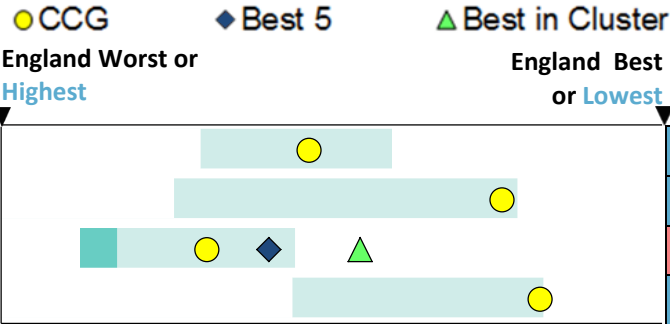 CCG Best 5 Best in Cluster
England Worst or England Best
Highest or Lowest